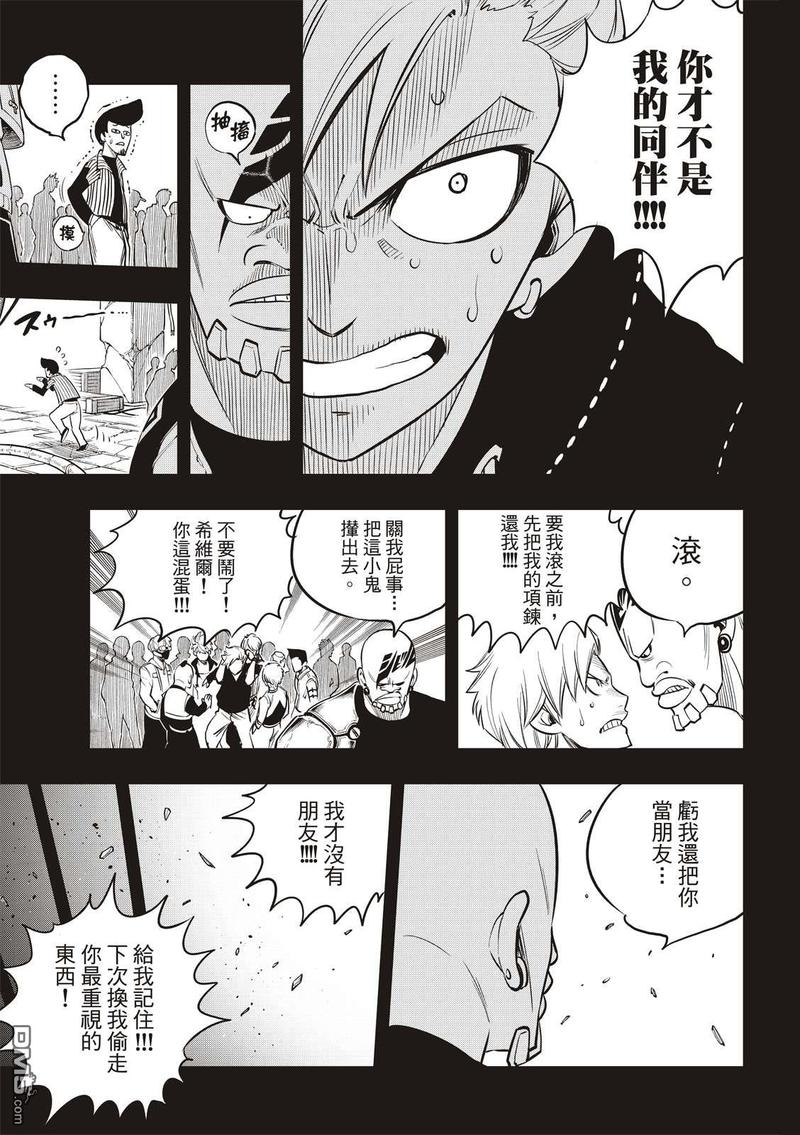 你才不是
我的同伴!!!!
抽搐
……
摸
スゥー
滾。
要我滾之前，
先把我的項鍊
還我!!!!
關我屁事…
把這小鬼
攆出去。
不要鬧了！
希維爾！
你這混蛋!!!
虧我還把你
當朋友…
我才沒有
朋友!!!!
給我記住!!!
下次換我偷走
你最重視的
東西！
DM5.com